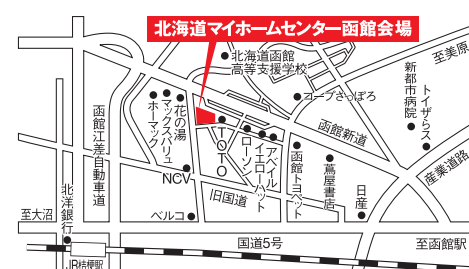 北海道マイホームセンター函館会場
北海道函館
高等支援学校
至美原
コープさっぽろ
新都市病院
トイザらス
函館新道
産業道路
花の湯
マックスバリュ
ホーマック
函館江差自動車道
TOTO
ローソン
イエローハット
アベイル
函館トヨペット
蔦屋書店
日産
NCV
旧国道
ベルコ
至大沼
北洋銀行
国道5号
至函館駅
JR桔梗駅